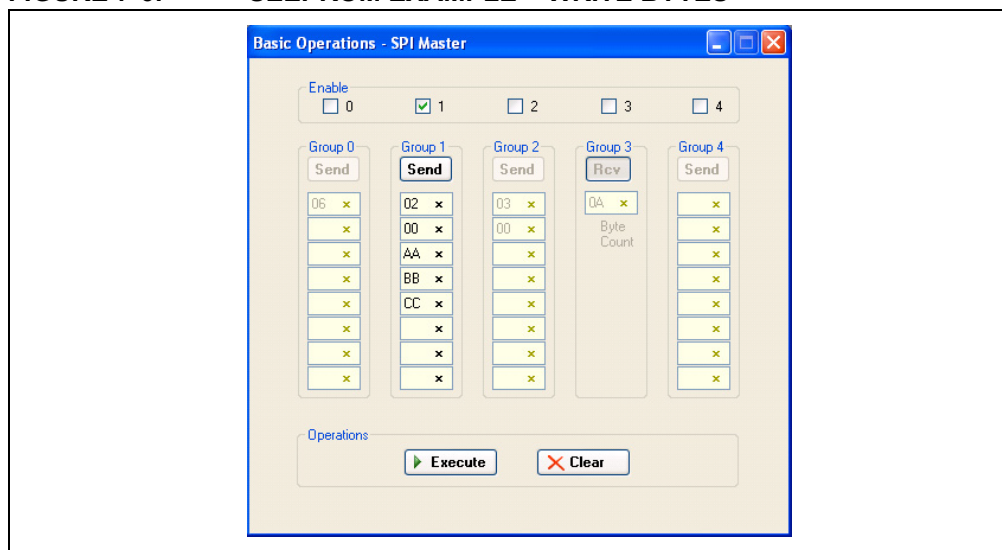 Basic Operations - SPI Master
Enable
0 1 2 3 4
Group 0 Group 1 Group 2 Group 3 Group 4
Send Send Send Rcv Send
06 x 02 x 03 x 0A x x
x 00 x 00 x Byte x
Count
x AA x x x
x BB x x x
x CC x x x
x x x x
x x x x
x x x x
Operations
Execute Clear